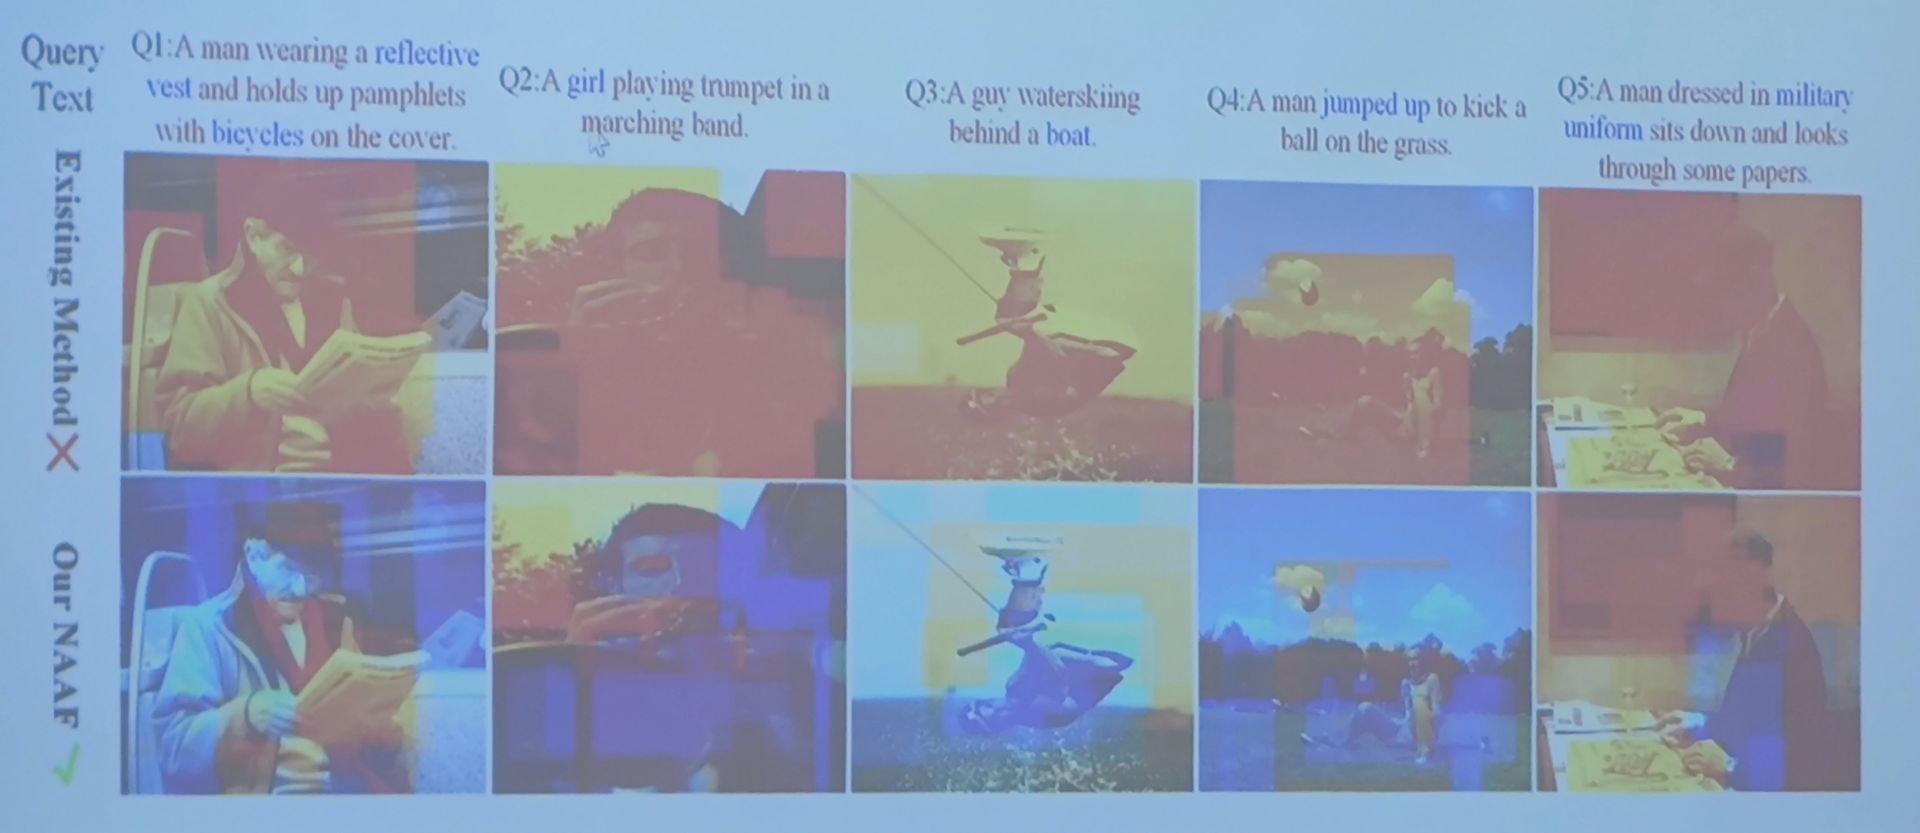 Query
Text
Q1:A man wearing a reflective
vest and holds up pamphlets
with bicycles on the cover.
Q2:A girl playing trumpet in a
marching band.
Q3:A guy waterskiing
behind a boat.
Q4:A man jumped up to kick a
ball on the grass.
Q5:A man dressed in military
uniform sits down and looks
through some papers.
Existing Method
Our NAAF